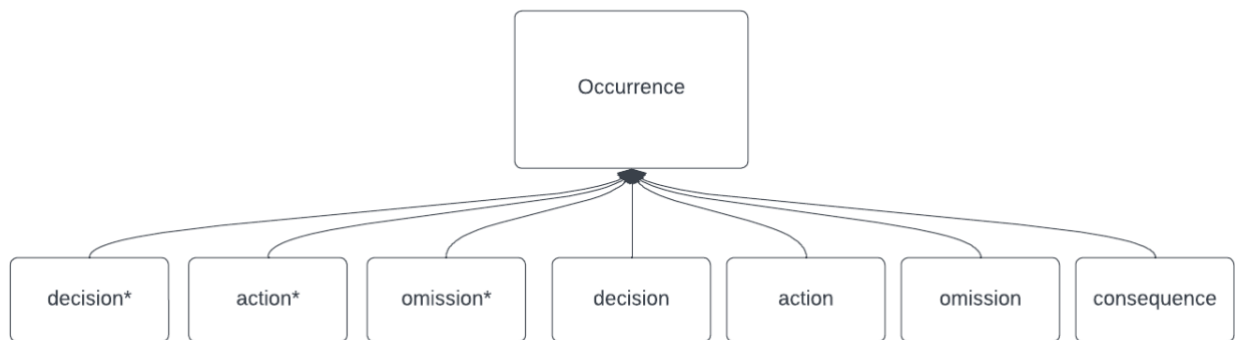 Occurrence
decision*
action*
omission*
decision
action
omission
consequence